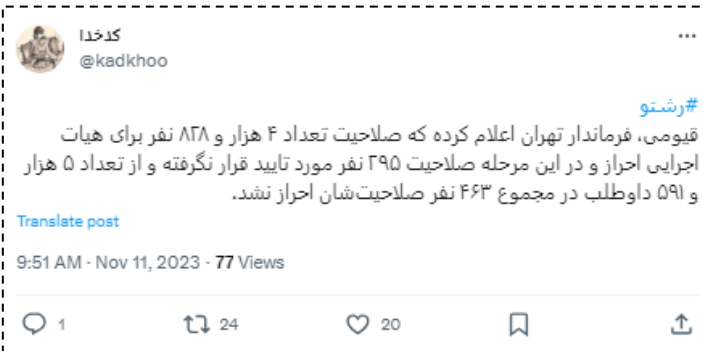 کدخدا
@kadkhoo
#رشتو
قیومی، فرماندار تهران اعلام کرده که صلاحیت تعداد ۴ هزار و ۸۲۸ نفر برای هیات
اجرایی احراز و در این مرحله صلاحیت ۲۹۵ نفر مورد تایید قرار نگرفته و از تعداد ۵ هزار
و ۵۹۱ داوطلب در مجموع ۴۶۳ نفر صلاحیت‌شان احراز نشد.
Translate post
9:51 AM · Nov 11, 2023 · 77 Views
1 24 20